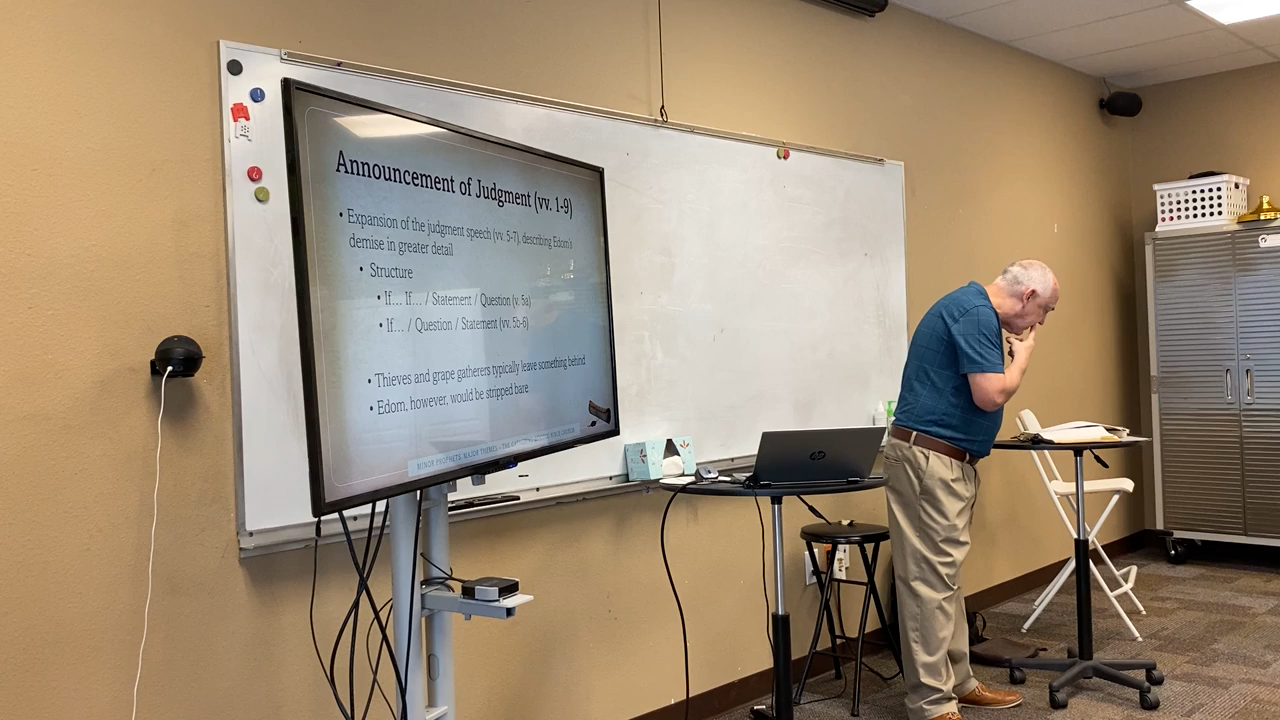 Announcement of Judgment (vv. 1-9)
• Expansion of the judgment speech (vv. 5-7), describing Edom's
demise in greater detail
• Structure
• If... If... / Statement / Question (v. 5a)
• If... / Question / Statement (vv. 5b-6)
• Thieves and grape gatherers typically leave something behind
• Edom, however, would be stripped bare
MINOR PROPHETS, MAJOR THEMES - THE
hp